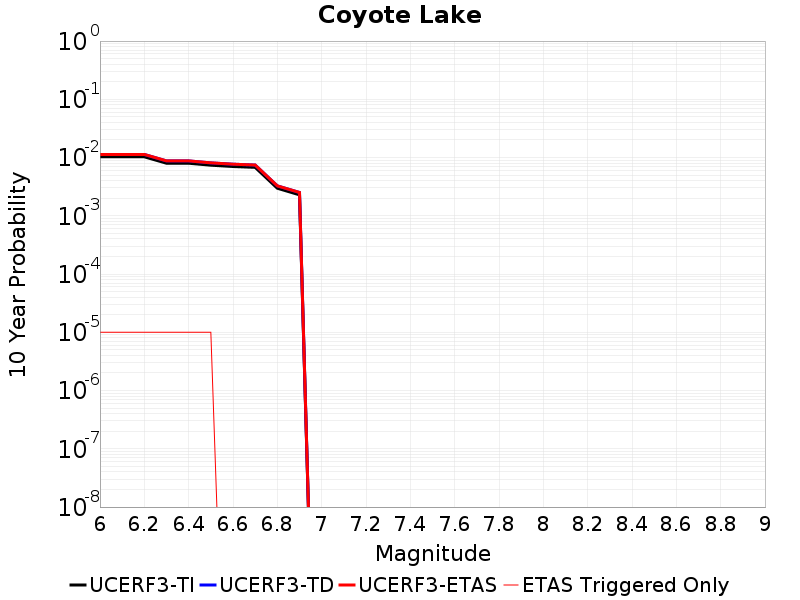 Coyote Lake
10 Year Probability
10^0
10^-1
10^-2
10^-3
10^-4
10^-5
10^-6
10^-7
10^-8
6 6.2 6.4 6.6 6.8 7 7.2 7.4 7.6 7.8 8 8.2 8.4 8.6 8.8 9
Magnitude
UCERF3-TI UCERF3-TD UCERF3-ETAS ETAS Triggered Only